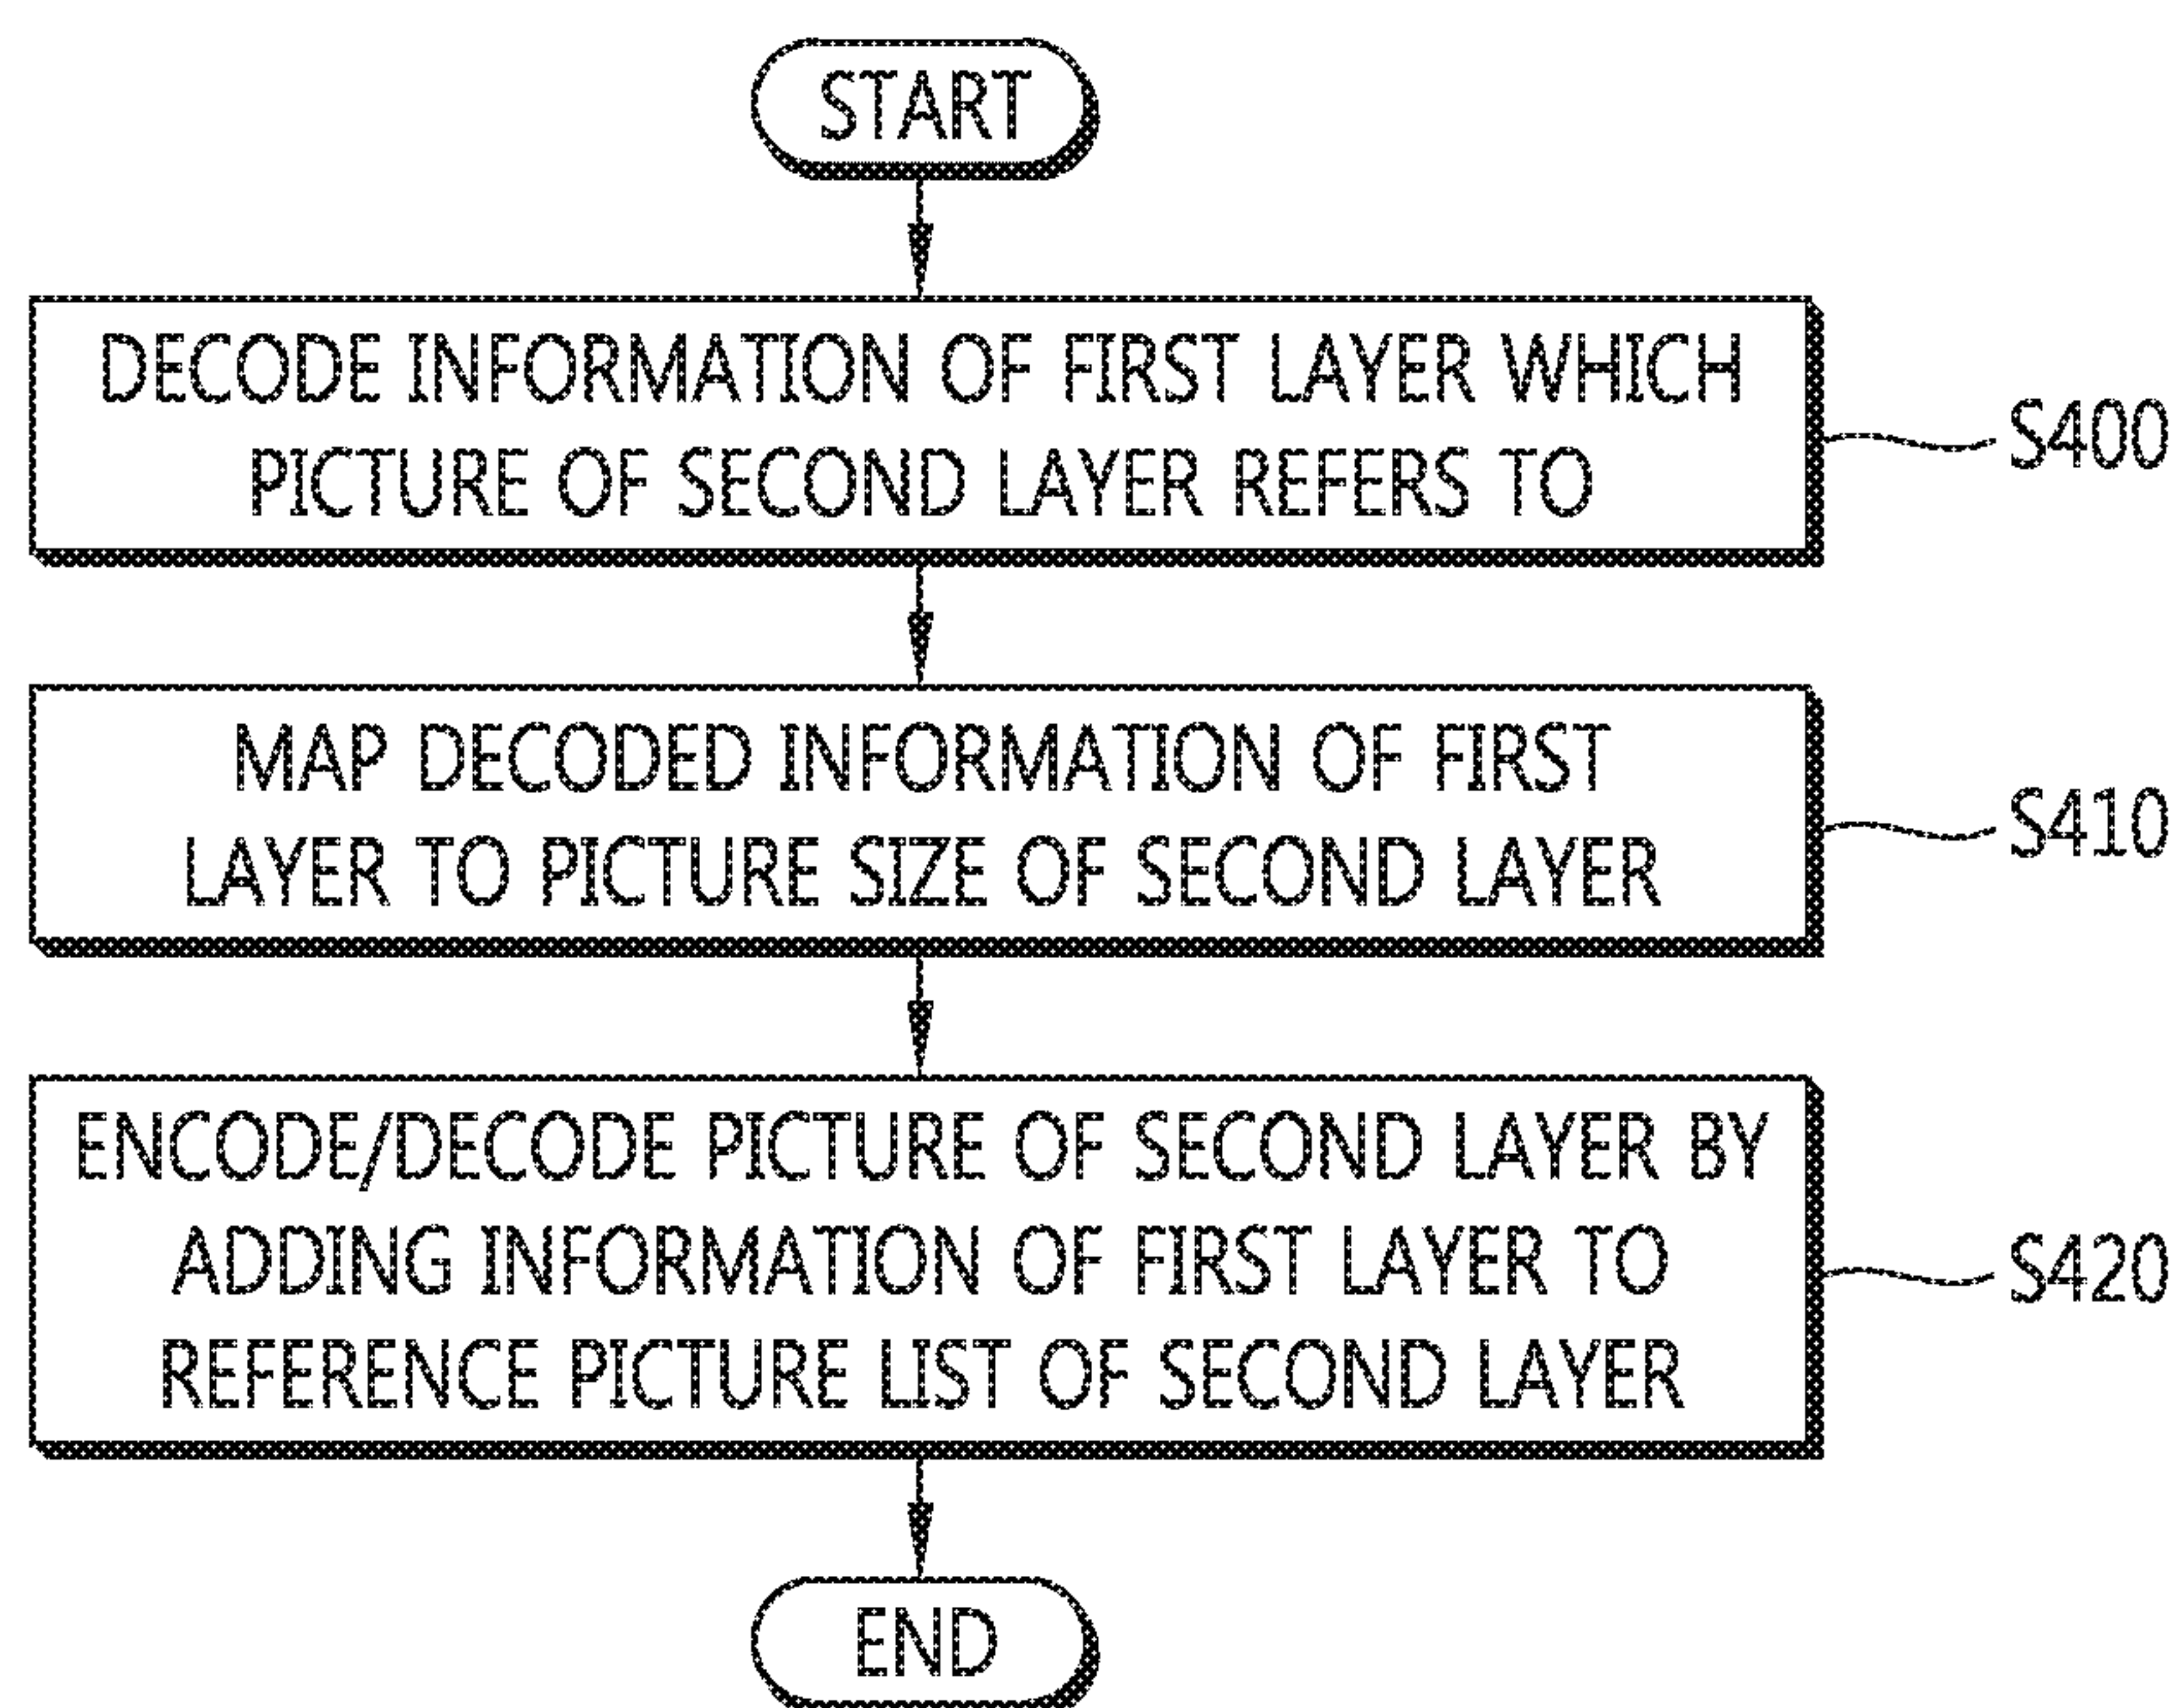 START
DECODE INFORMATION OF FIRST LAYER WHICH
PICTURE OF SECOND LAYER REFERS TO
S400
MAP DECODED INFORMATION OF FIRST
LAYER TO PICTURE SIZE OF SECOND LAYER
S410
ENCODE/DECODE PICTURE OF SECOND LAYER BY
ADDING INFORMATION OF FIRST LAYER TO
REFERENCE PICTURE LIST OF SECOND LAYER
S420
END